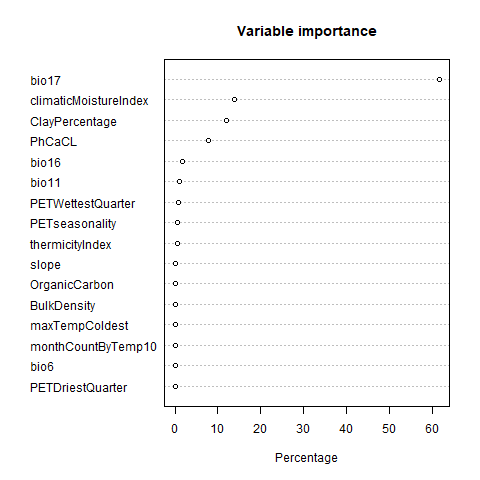 Variable importance
bio17
climaticMoistureIndex
ClayPercentage
PhCaCL
bio16
bio11
PETWettestQuarter
PETseasonality
thermicityIndex
slope
OrganicCarbon
BulkDensity
maxTempColdest
monthCountByTemp10
bio6
PETDriestQuarter
0 10 20 30 40 50 60
Percentage